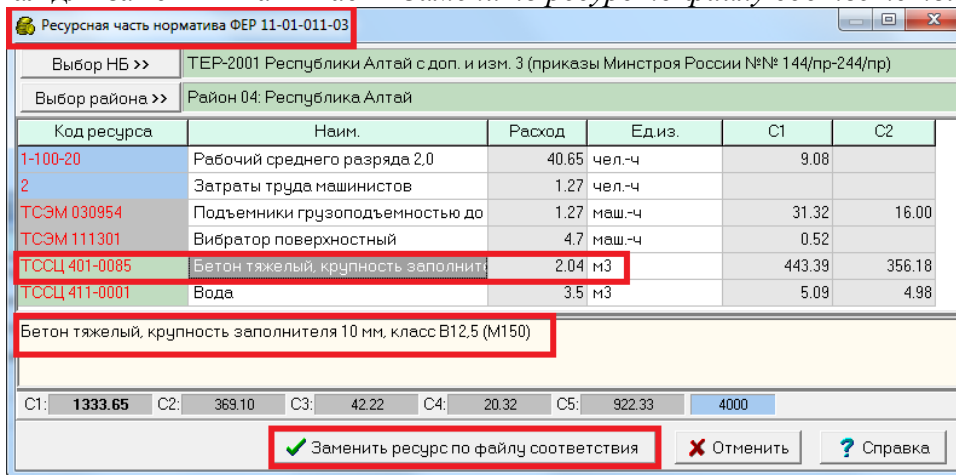 Ресурсная часть норматива ФЕР 11-01-011-03
Выбор НБ >> ТЕР-2001 Республики Алтай с доп. и изм. 3 (приказы Минстроя России №№ 144/пр-244/пр)
Выбор района >> Район 04: Республика Алтай
Код ресурса Наим. Расход Ед.из. С1 С2
1-100-20 Рабочий среднего разряда 2,0 40.65 чел.-ч 9.08
2 Затраты труда машинистов 1.27 чел.-ч
ТСЭМ 030954 Подъемники грузоподъемностью до 1.27 маш.-ч 31.32 16.00
ТСЭМ 111301 Вибратор поверхностный 4.7 маш.-ч 0.52
ТССЦ 401-0085 Бетон тяжелый, крупность заполните 2.04 м3 443.39 356.18
ТССЦ 411-0001 Вода 3.5 м3 5.09 4.98
Бетон тяжелый, крупность заполнителя 10 мм, класс В12,5 (М150)
С1: 1333.65 С2: 369.10 С3: 42.22 С4: 20.32 С5: 922.33 4000
Заменить ресурс по файлу соответствия Отменить ? Справка